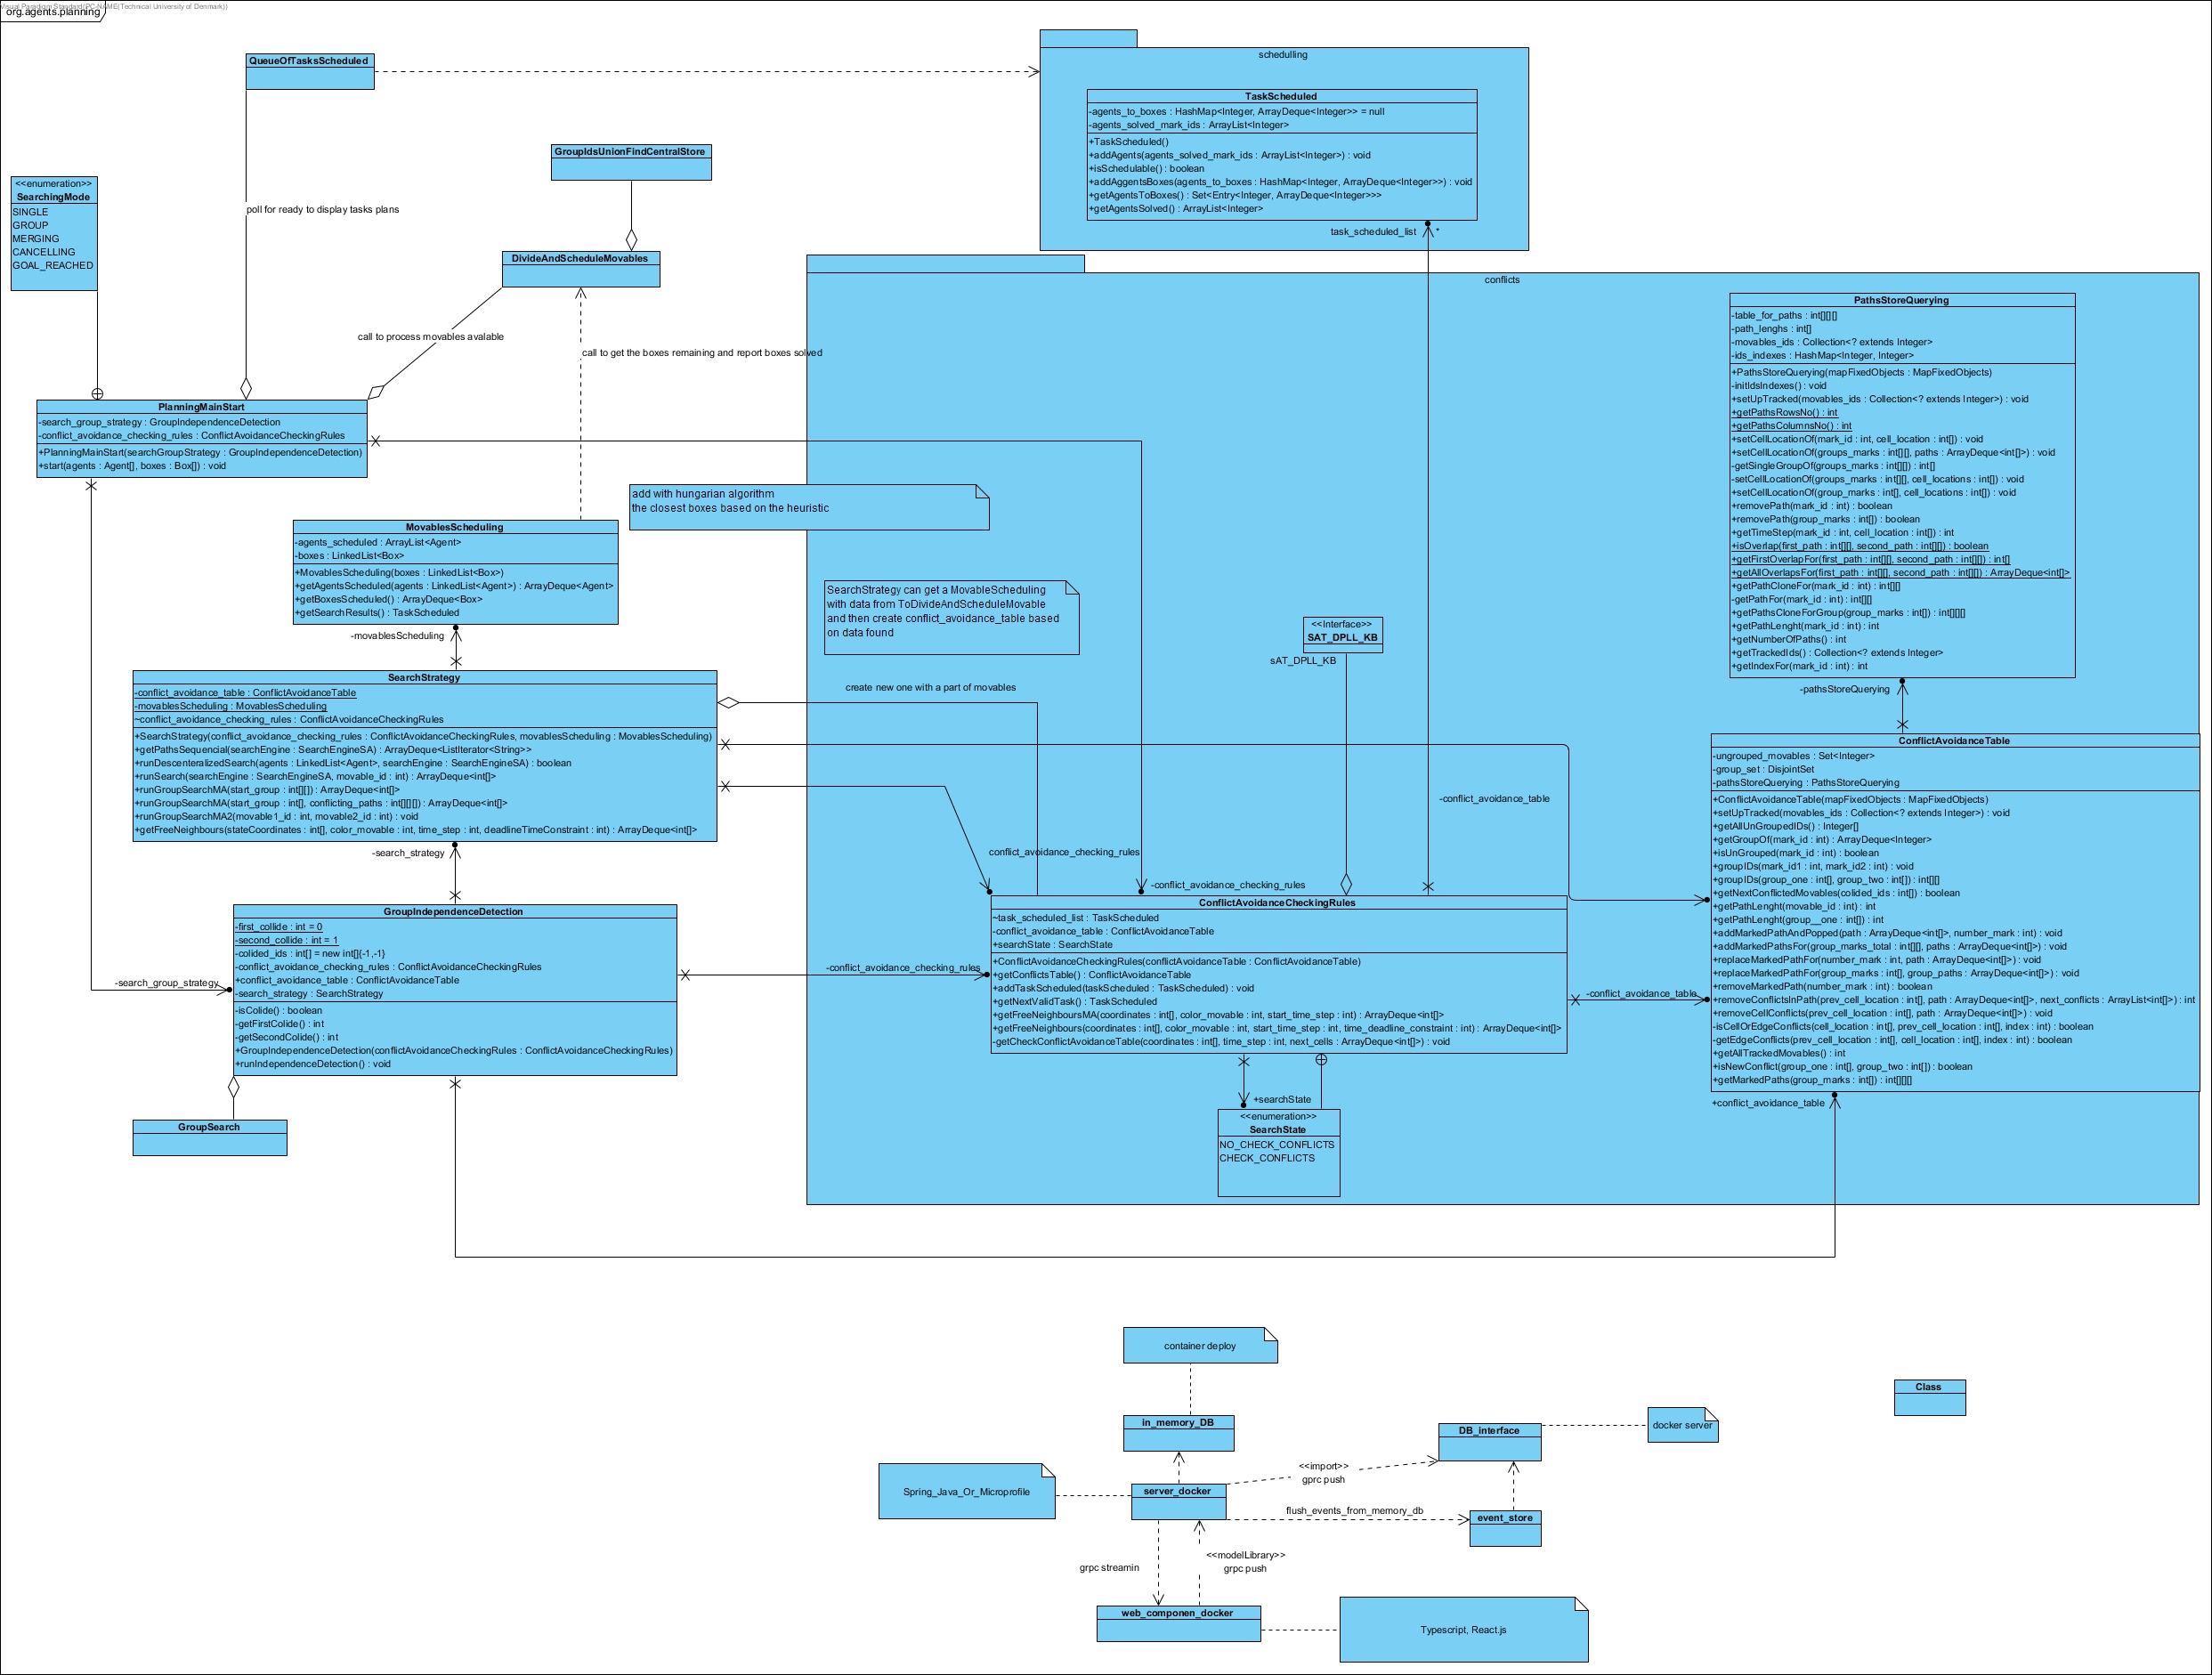 Visual Paradigm Standard(PC-NAME(Technical University of Denmark))
org.agents.planning
QueueOfTasksScheduled
poll for ready to display tasks plans
<<enumeration>>
SearchingMode
SINGLE
GROUP
MERGING
CANCELLING
GOAL_REACHED
GroupIdsUnionFindCentralStore
DivideAndScheduleMovables
call to process movables avalable
call to get the boxes remaining and report boxes solved
schedulling
TaskScheduled
-agents_to_boxes : HashMap<Integer, ArrayDeque<Integer>> = null
-agents_solved_mark_ids : ArrayList<Integer>
+TaskScheduled()
+addAgents(agents_solved_mark_ids : ArrayList<Integer>) : void
+isSchedulable() : boolean
+addAggentsBoxes(agents_to_boxes : HashMap<Integer, ArrayDeque<Integer>>) : void
+getAgentsToBoxes() : Set<Entry<Integer, ArrayDeque<Integer>>>
+getAgentsSolved() : ArrayList<Integer>
task_scheduled_list *
conflicts
PlanningMainStart
-search_group_strategy : GroupIndependenceDetection
-conflict_avoidance_checking_rules : ConflictAvoidanceCheckingRules
+PlanningMainStart(searchGroupStrategy : GroupIndependenceDetection)
+start(agents : Agent[], boxes : Box[]) : void
add with hungarian algorithm
the closest boxes based on the heuristic
MovablesScheduling
-agents_scheduled : ArrayList<Agent>
-boxes : LinkedList<Box>
+MovablesScheduling(boxes : LinkedList<Box>)
+getAgentsScheduled(agents : LinkedList<Agent>) : ArrayDeque<Agent>
+getBoxesScheduled() : ArrayDeque<Box>
+getSearchResults() : TaskScheduled
-movablesScheduling
SearchStrategy can get a MovableScheduling
with data from ToDivideAndScheduleMovable
and then create conflict_avoidance_table based
on data found
<<Interface>>
SAT_DPLL_KB
sAT_DPLL_KB
PathsStoreQuerying
-table_for_paths : int[][][]
-path_lenghs : int[]
-movables_ids : Collection<? extends Integer>
-ids_indexes : HashMap<Integer, Integer>
+PathsStoreQuerying(mapFixedObjects : MapFixedObjects)
-initIdsIndexes() : void
+setUpTracked(movables_ids : Collection<? extends Integer>) : void
+getPathsRowsNo() : int
+getPathsColumnsNo() : int
+setCellLocationOf(mark_id : int, cell_location : int[]) : void
+setCellLocationOf(groups_marks : int[][], paths : ArrayDeque<int[]>) : void
-getSingleGroupOf(groups_marks : int[][]) : int[]
-setCellLocationOf(groups_marks : int[][], cell_locations : int[]) : void
+setCellLocationOf(group_marks : int[], cell_locations : int[]) : void
+removePath(mark_id : int) : boolean
+removePath(group_marks : int[]) : boolean
+getTimeStep(mark_id : int, cell_location : int[]) : int
+isOverlap(first_path : int[][], second_path : int[][]) : boolean
+getFirstOverlapFor(first_path : int[][], second_path : int[][]) : int[]
+getAllOverlapsFor(first_path : int[][], second_path : int[][]) : ArrayDeque<int[]>
+getPathCloneFor(mark_id : int) : int[][]
-getPathFor(mark_id : int) : int[][]
+getPathsCloneForGroup(group_marks : int[]) : int[][][]
+getPathLenght(mark_id : int) : int
+getNumberOfPaths() : int
+getTrackedIds() : Collection<? extends Integer>
+getIndexFor(mark_id : int) : int
-pathsStoreQuerying
SearchStrategy
-conflict_avoidance_table : ConflictAvoidanceTable
-movablesScheduling : MovablesScheduling
~conflict_avoidance_checking_rules : ConflictAvoidanceCheckingRules
+SearchStrategy(conflict_avoidance_checking_rules : ConflictAvoidanceCheckingRules, movablesScheduling : MovablesScheduling)
+getPathsSequencial(searchEngine : SearchEngineSA) : ArrayDeque<ListIterator<String>>
+runDescenteralizedSearch(agents : LinkedList<Agent>, searchEngine : SearchEngineSA) : boolean
+runSearch(searchEngine : SearchEngineSA, movable_id : int) : ArrayDeque<int[]>
+runGroupSearchMA(start_group : int[][]) : ArrayDeque<int[]>
+runGroupSearchMA(start_group : int[], conflicting_paths : int[][][]) : ArrayDeque<int[]>
+runGroupSearchMA2(movable1_id : int, movable2_id : int) : void
+getFreeNeighbours(stateCoordinates : int[], color_movable : int, time_step : int, deadlineTimeConstraint : int) : ArrayDeque<int[]>
create new one with a part of movables
-search_strategy
conflict_avoidance_checking_rules
-conflict_avoidance_checking_rules
-conflict_avoidance_table
ConflictAvoidanceTable
-ungrouped_movables : Set<Integer>
-group_set : DisjointSet
-pathsStoreQuerying : PathsStoreQuerying
+ConflictAvoidanceTable(mapFixedObjects : MapFixedObjects)
+setUpTracked(movables_ids : Collection<? extends Integer>) : void
+getAllUnGroupedIDs() : Integer[]
+getGroupOf(mark_id : int) : ArrayDeque<Integer>
+isUnGrouped(mark_id : int) : boolean
+groupIDs(mark_id1 : int, mark_id2 : int) : void
+groupIDs(group_one : int[], group_two : int[]) : int[][]
+getNextConflictedMovables(colided_ids : int[]) : boolean
+getPathLenght(movable_id : int) : int
+getPathLenght(group__one : int[]) : int
+addMarkedPathAndPopped(path : ArrayDeque<int[]>, number_mark : int) : void
+addMarkedPathsFor(group_marks_total : int[][], paths : ArrayDeque<int[]>) : void
+replaceMarkedPathFor(number_mark : int, path : ArrayDeque<int[]>) : void
+replaceMarkedPathFor(group_marks : int[], group_paths : ArrayDeque<int[]>) : void
+removeMarkedPath(number_mark : int) : boolean
+removeConflictsInPath(prev_cell_location : int[], path : ArrayDeque<int[]>, next_conflicts : ArrayList<int[]>) : int
+removeCellConflicts(prev_cell_location : int[], path : ArrayDeque<int[]>) : void
-isCellOrEdgeConflicts(cell_location : int[], prev_cell_location : int[], index : int) : boolean
-getEdgeConflicts(prev_cell_location : int[], cell_location : int[], index : int) : boolean
+getAllTrackedMovables() : int
+isNewConflict(group_one : int[], group_two : int[]) : boolean
+getMarkedPaths(group_marks : int[]) : int[][][]
+conflict_avoidance_table
GroupIndependenceDetection
-first_collide : int = 0
-second_collide : int = 1
-colided_ids : int[] = new int[]{-1,-1}
-conflict_avoidance_checking_rules : ConflictAvoidanceCheckingRules
+conflict_avoidance_table : ConflictAvoidanceTable
-search_strategy : SearchStrategy
-isColide() : boolean
-getFirstColide() : int
-getSecondColide() : int
+GroupIndependenceDetection(conflictAvoidanceCheckingRules : ConflictAvoidanceCheckingRules)
+runIndependenceDetection() : void
-search_group_strategy
-conflict_avoidance_checking_rules
GroupSearch
ConflictAvoidanceCheckingRules
~task_scheduled_list : TaskScheduled
-conflict_avoidance_table : ConflictAvoidanceTable
+searchState : SearchState
+ConflictAvoidanceCheckingRules(conflictAvoidanceTable : ConflictAvoidanceTable)
+getConflictsTable() : ConflictAvoidanceTable
+addTaskScheduled(taskScheduled : TaskScheduled) : void
+getNextValidTask() : TaskScheduled
+getFreeNeighboursMA(coordinates : int[], color_movable : int, start_time_step : int) : ArrayDeque<int[]>
+getFreeNeighbours(coordinates : int[], color_movable : int, start_time_step : int, time_deadline_constraint : int) : ArrayDeque<int[]>
-getCheckConflictAvoidanceTable(coordinates : int[], time_step : int, next_cells : ArrayDeque<int[]>) : void
-conflict_avoidance_table
+searchState
<<enumeration>>
SearchState
NO_CHECK_CONFLICTS
CHECK_CONFLICTS
container deploy
in_memory_DB
DB_interface
docker server
Class
Spring_Java_Or_Microprofile
server_docker
<<import>>
gprc push
flush_events_from_memory_db
event_store
grpc streamin
<<modelLibrary>>
grpc push
web_componen_docker
Typescript, React.js